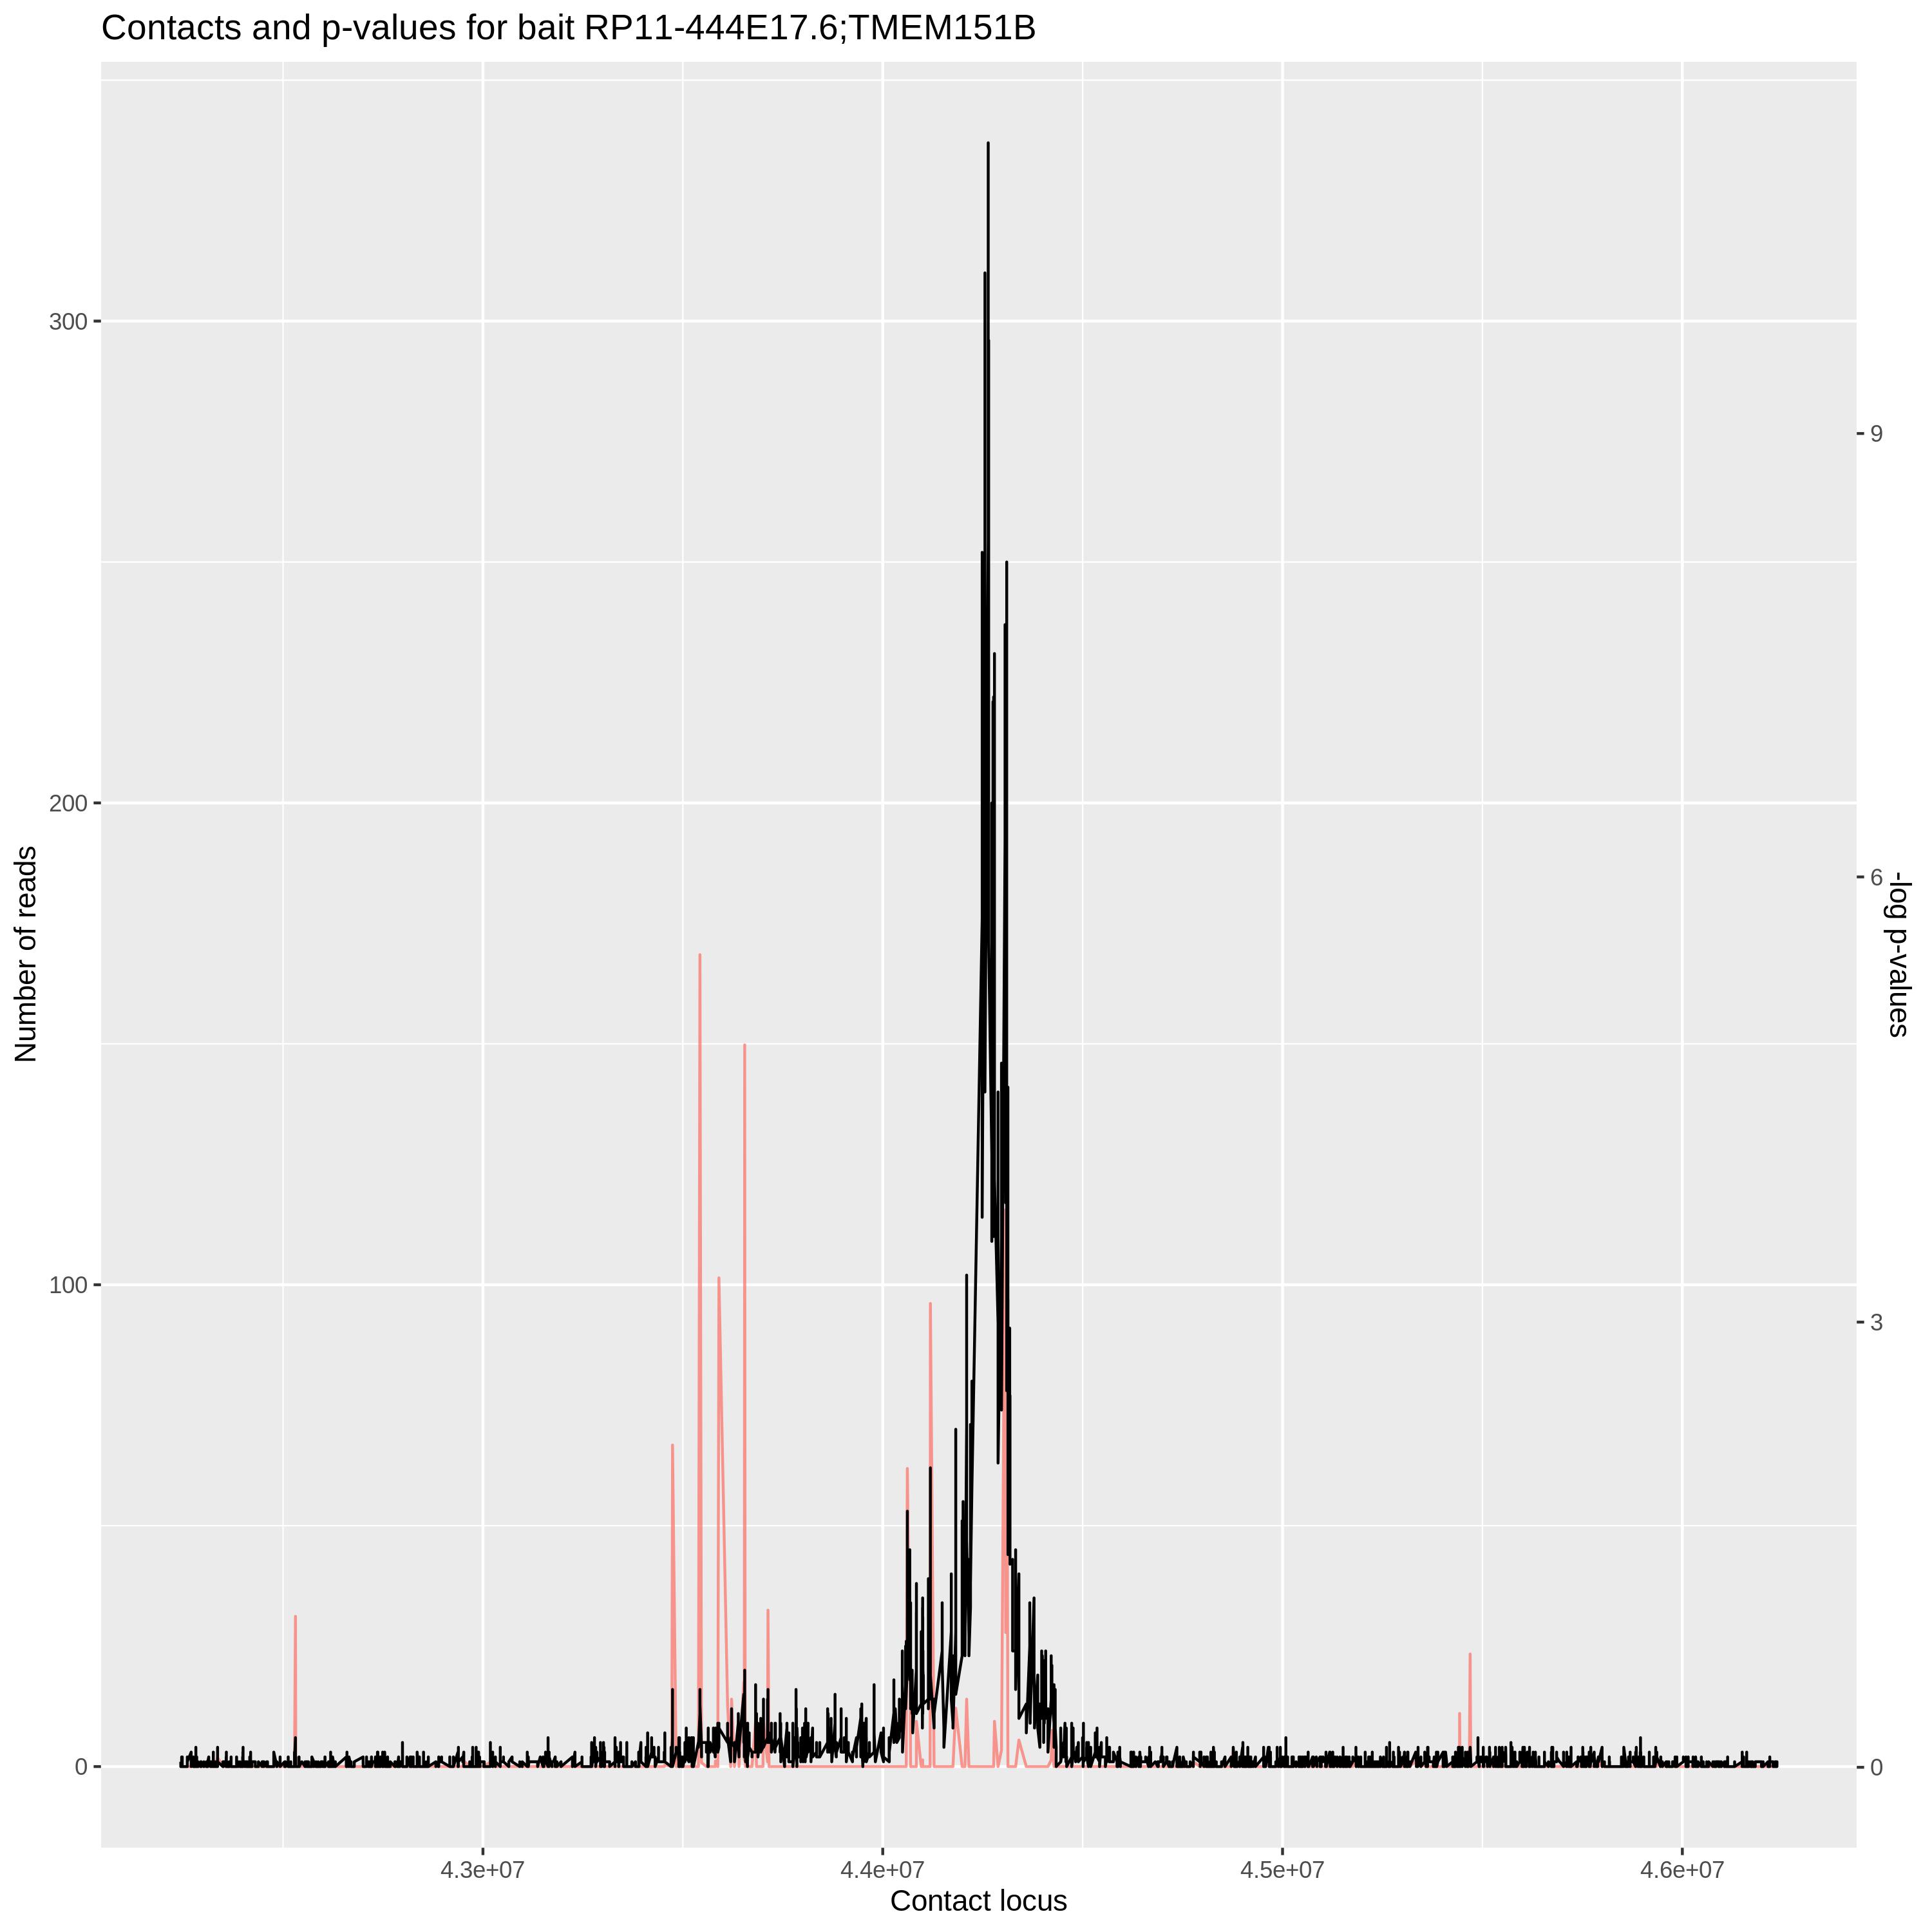 Contacts and p-values for bait RP11-444E17.6;TMEM151B
Number of reads
300
200
100
0
9
6
3
0
-log p-values
4.3e+07
4.4e+07
4.5e+07
4.6e+07
Contact locus